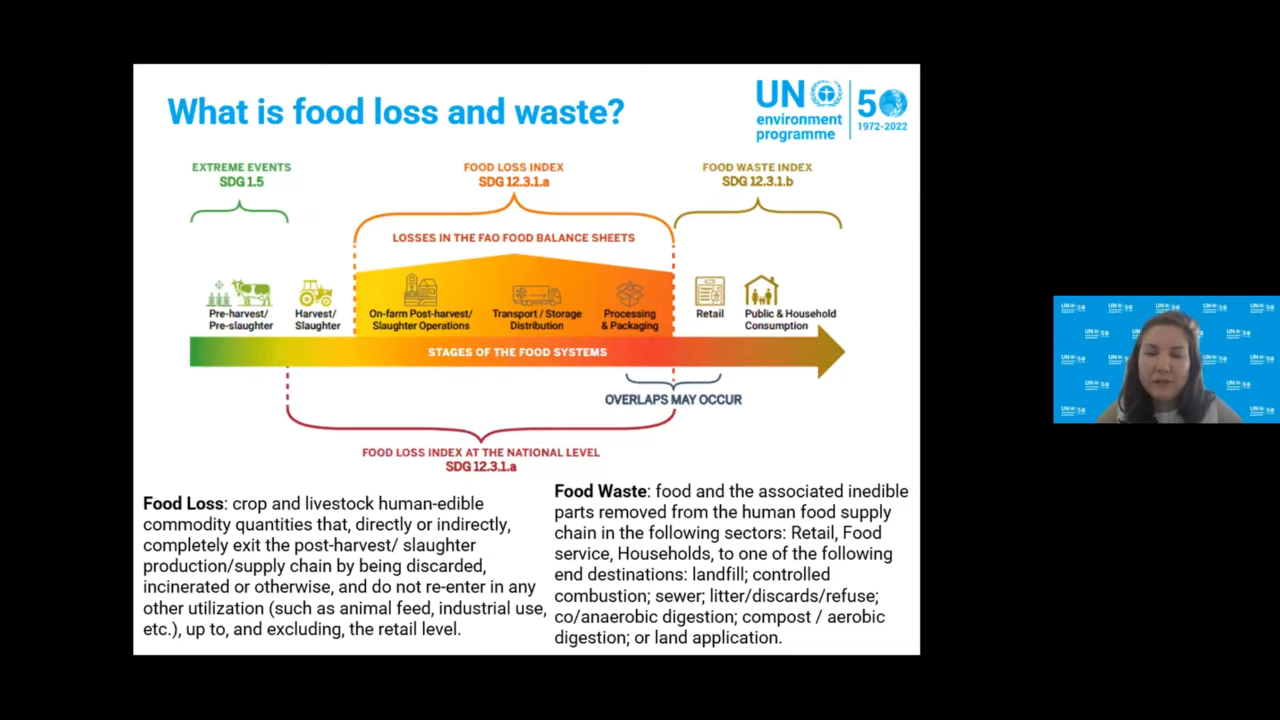 What is food loss and waste?
UN
environment
programme
50
1972-2022
EXTREME EVENTS
SDG 1.5
FOOD LOSS INDEX
SDG 12.3.1.a
FOOD WASTE INDEX
SDG 12.3.1.b
LOSSES IN THE FAO FOOD BALANCE SHEETS
Pre-harvest/
Pre-slaughter
Harvest/
Slaughter
On-farm Post-harvest/
Slaughter Operations
Transport / Storage
Distribution
Processing
& Packaging
Retail
Public & Household
Consumption
STAGES OF THE FOOD SYSTEMS
OVERLAPS MAY OCCUR
FOOD LOSS INDEX AT THE NATIONAL LEVEL
SDG 12.3.1.a
Food Loss: crop and livestock human-edible
commodity quantities that, directly or indirectly,
completely exit the post-harvest/ slaughter
production/supply chain by being discarded,
incinerated or otherwise, and do not re-enter in any
other utilization (such as animal feed, industrial use,
etc.), up to, and excluding, the retail level.
Food Waste: food and the associated inedible
parts removed from the human food supply
chain in the following sectors: Retail, Food
service, Households, to one of the following
end destinations: landfill; controlled
combustion; sewer; litter/discards/refuse;
co/anaerobic digestion; compost / aerobic
digestion; or land application.